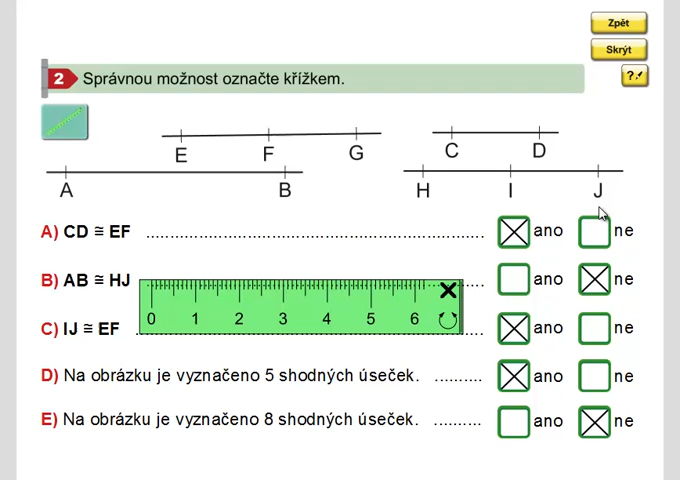 Zpět
Skrýt
?
2 Správnou možnost označte křížkem.
E F G C D
A B H I J
A) CD ≅ EF ano ne
B) AB ≅ HJ ano ne
0 1 2 3 4 5 6
C) IJ ≅ EF ano ne
D) Na obrázku je vyznačeno 5 shodných úseček. ano ne
E) Na obrázku je vyznačeno 8 shodných úseček. ano ne